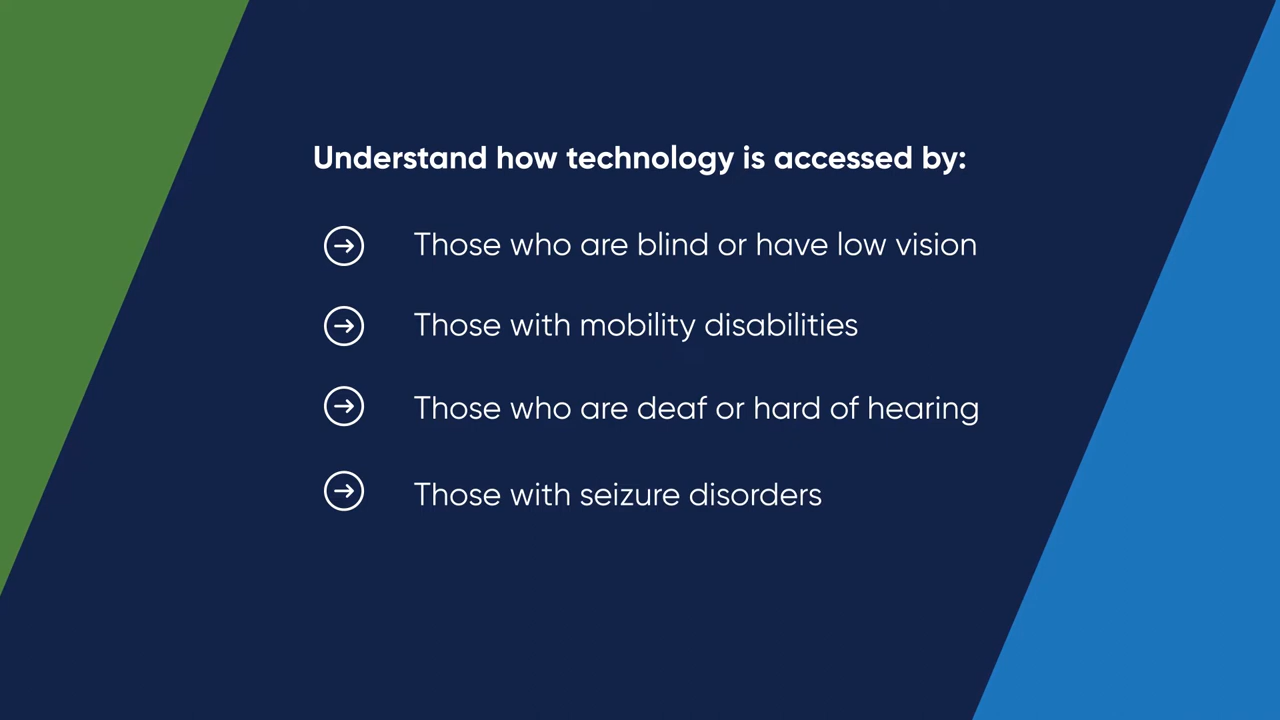 Understand how technology is accessed by:
Those who are blind or have low vision
Those with mobility disabilities
Those who are deaf or hard of hearing
Those with seizure disorders